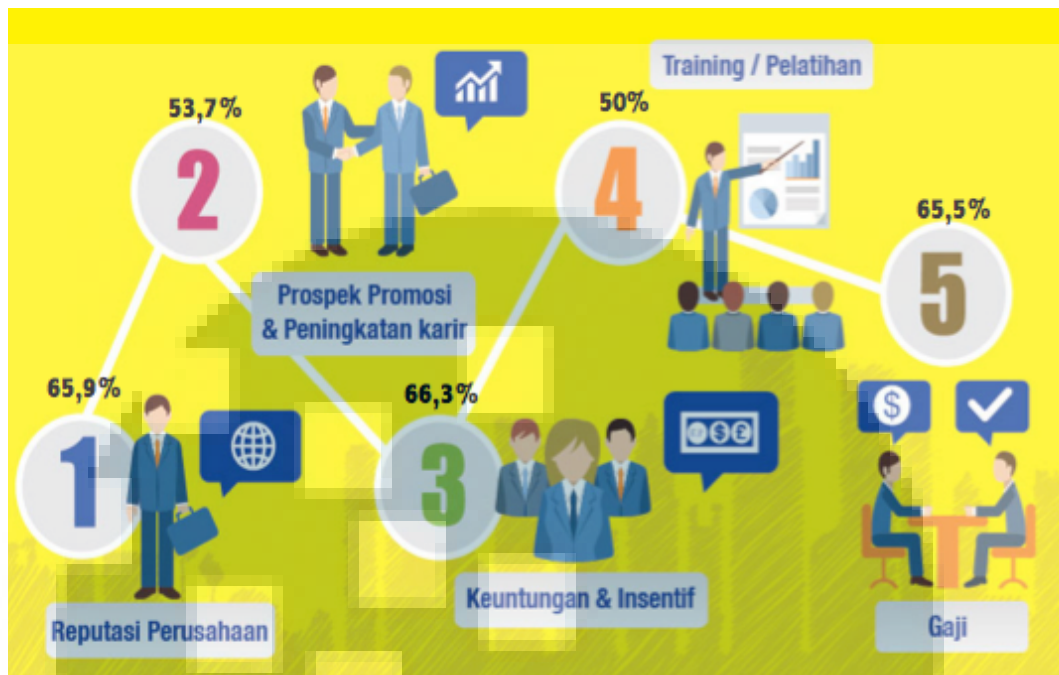 65,9%
1
Reputasi Perusahaan
53,7%
2
Prospek Promosi
& Peningkatan karir
66,3%
3
Keuntungan & Insentif
50%
4
Training / Pelatihan
65,5%
5
$
Gaji